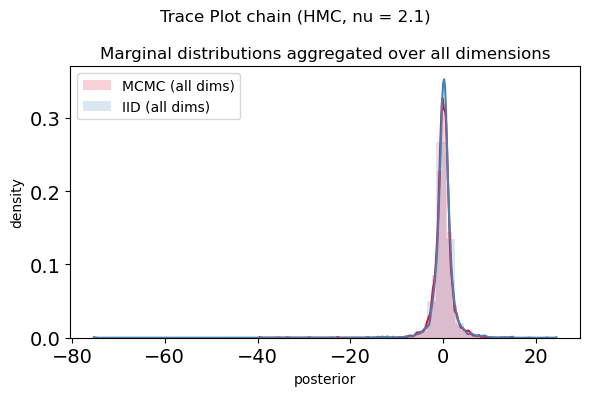 Trace Plot chain (HMC, nu = 2.1)
Marginal distributions aggregated over all dimensions
MCMC (all dims)
IID (all dims)
0.3
0.2
0.1
0.0
density
−80 −60 −40 −20 0 20
posterior